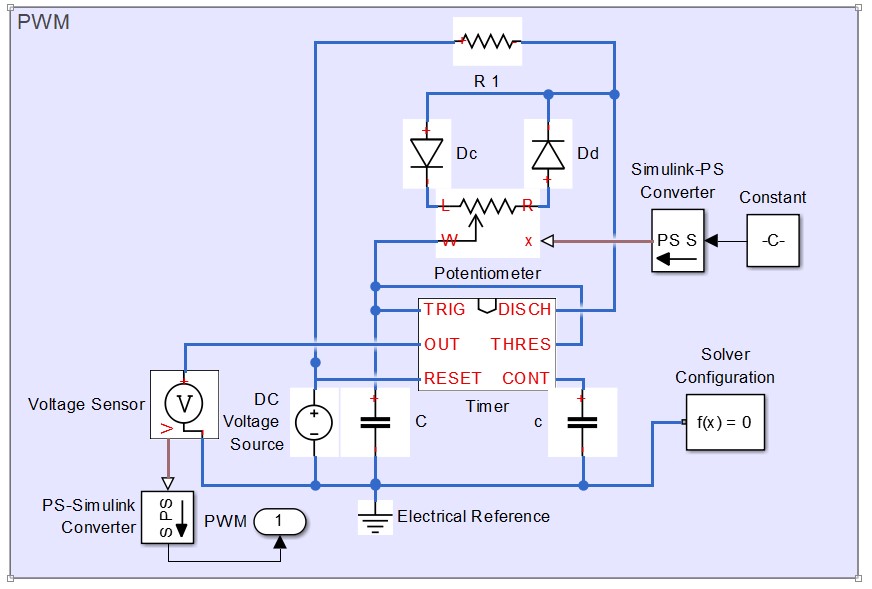 PWM
R 1
Dc
Dd
Simulink-PS
Converter
Constant
L
R
PS S
-C-
W
x
Potentiometer
TRIG
DISCH
OUT
THRES
RESET
CONT
Timer
Solver
Configuration
f(x) = 0
Voltage Sensor
V
V
DC
Voltage
Source
C
c
PS-Simulink
Converter
S PS
PWM
1
Electrical Reference